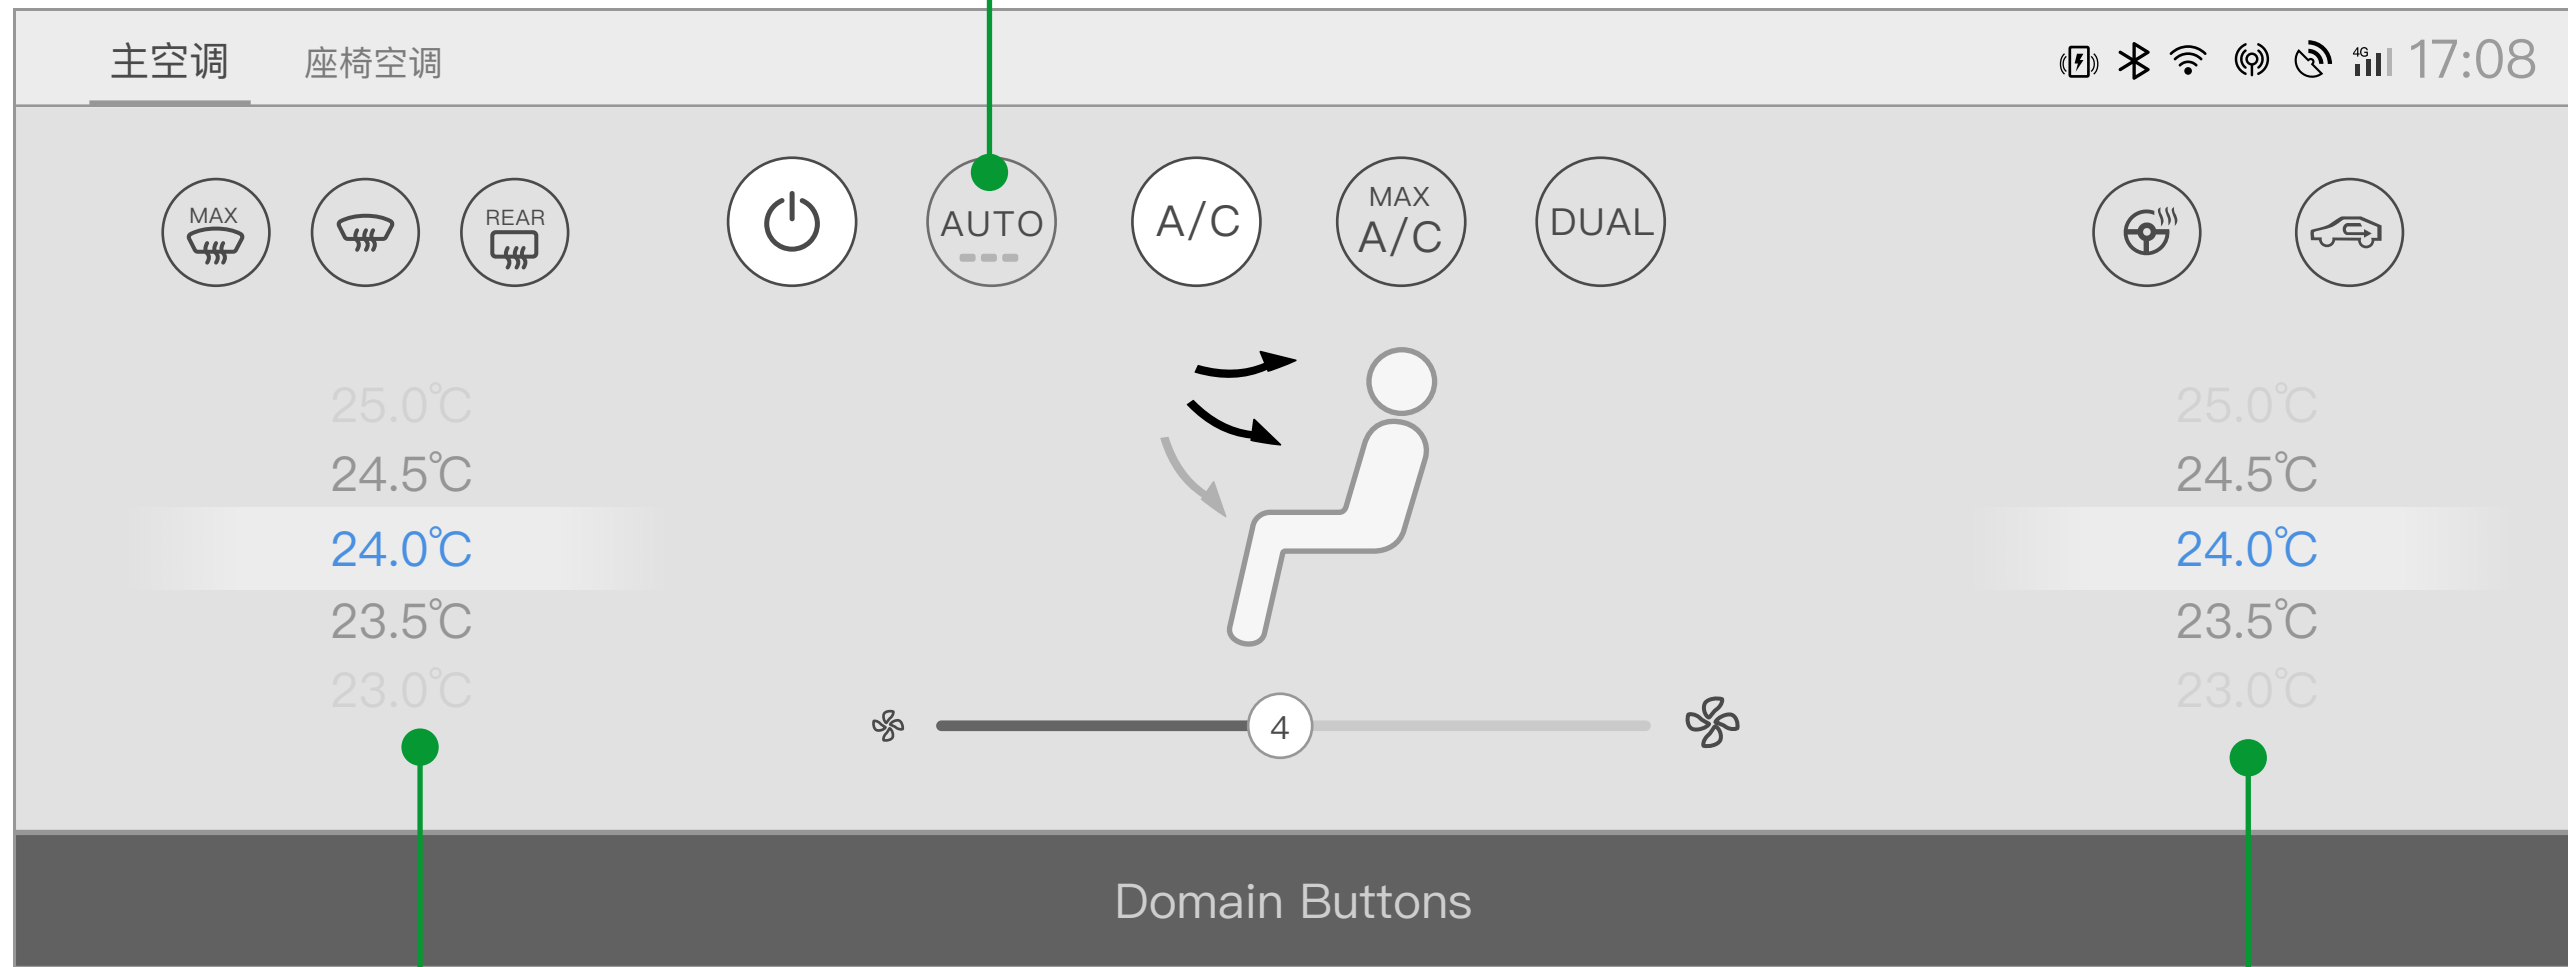 主空调
座椅空调
4G
17:08
MAX
REAR
AUTO
A/C
MAX
A/C
DUAL
25.0℃
24.5℃
24.0℃
23.5℃
23.0℃
25.0℃
24.5℃
24.0℃
23.5℃
23.0℃
4
Domain Buttons